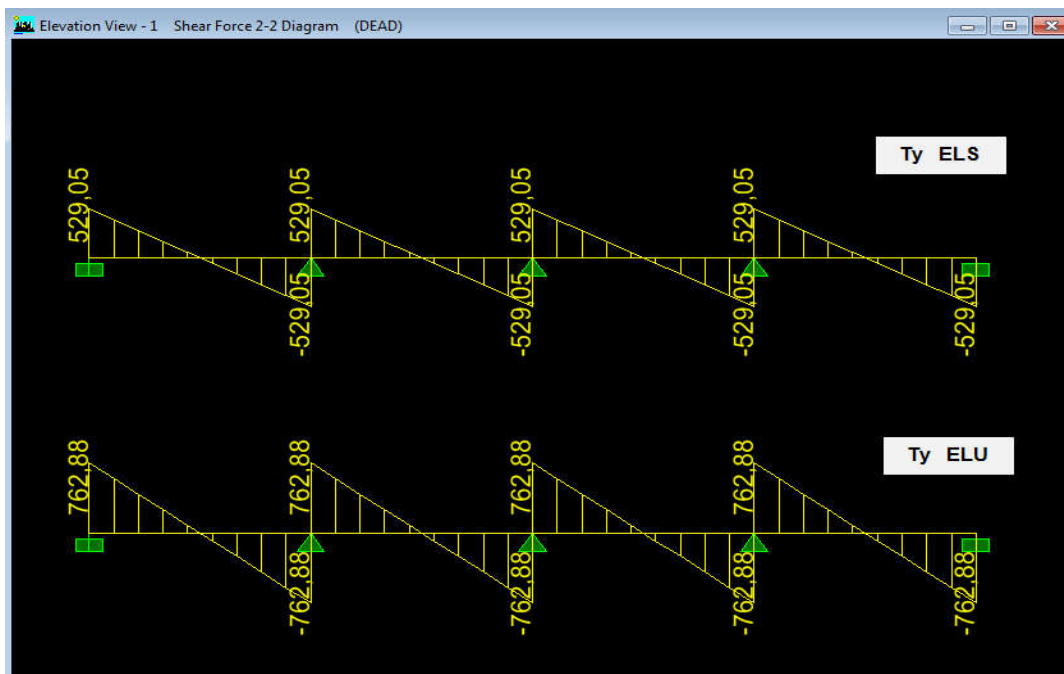 Elevation View - 1 Shear Force 2-2 Diagram (DEAD)
Ty ELS
529,05 529,05 529,05 529,05
-529,05 -529,05 -529,05 -529,05
Ty ELU
762,88 762,88 762,88 762,88
-762,88 -762,88 -762,88 -762,88